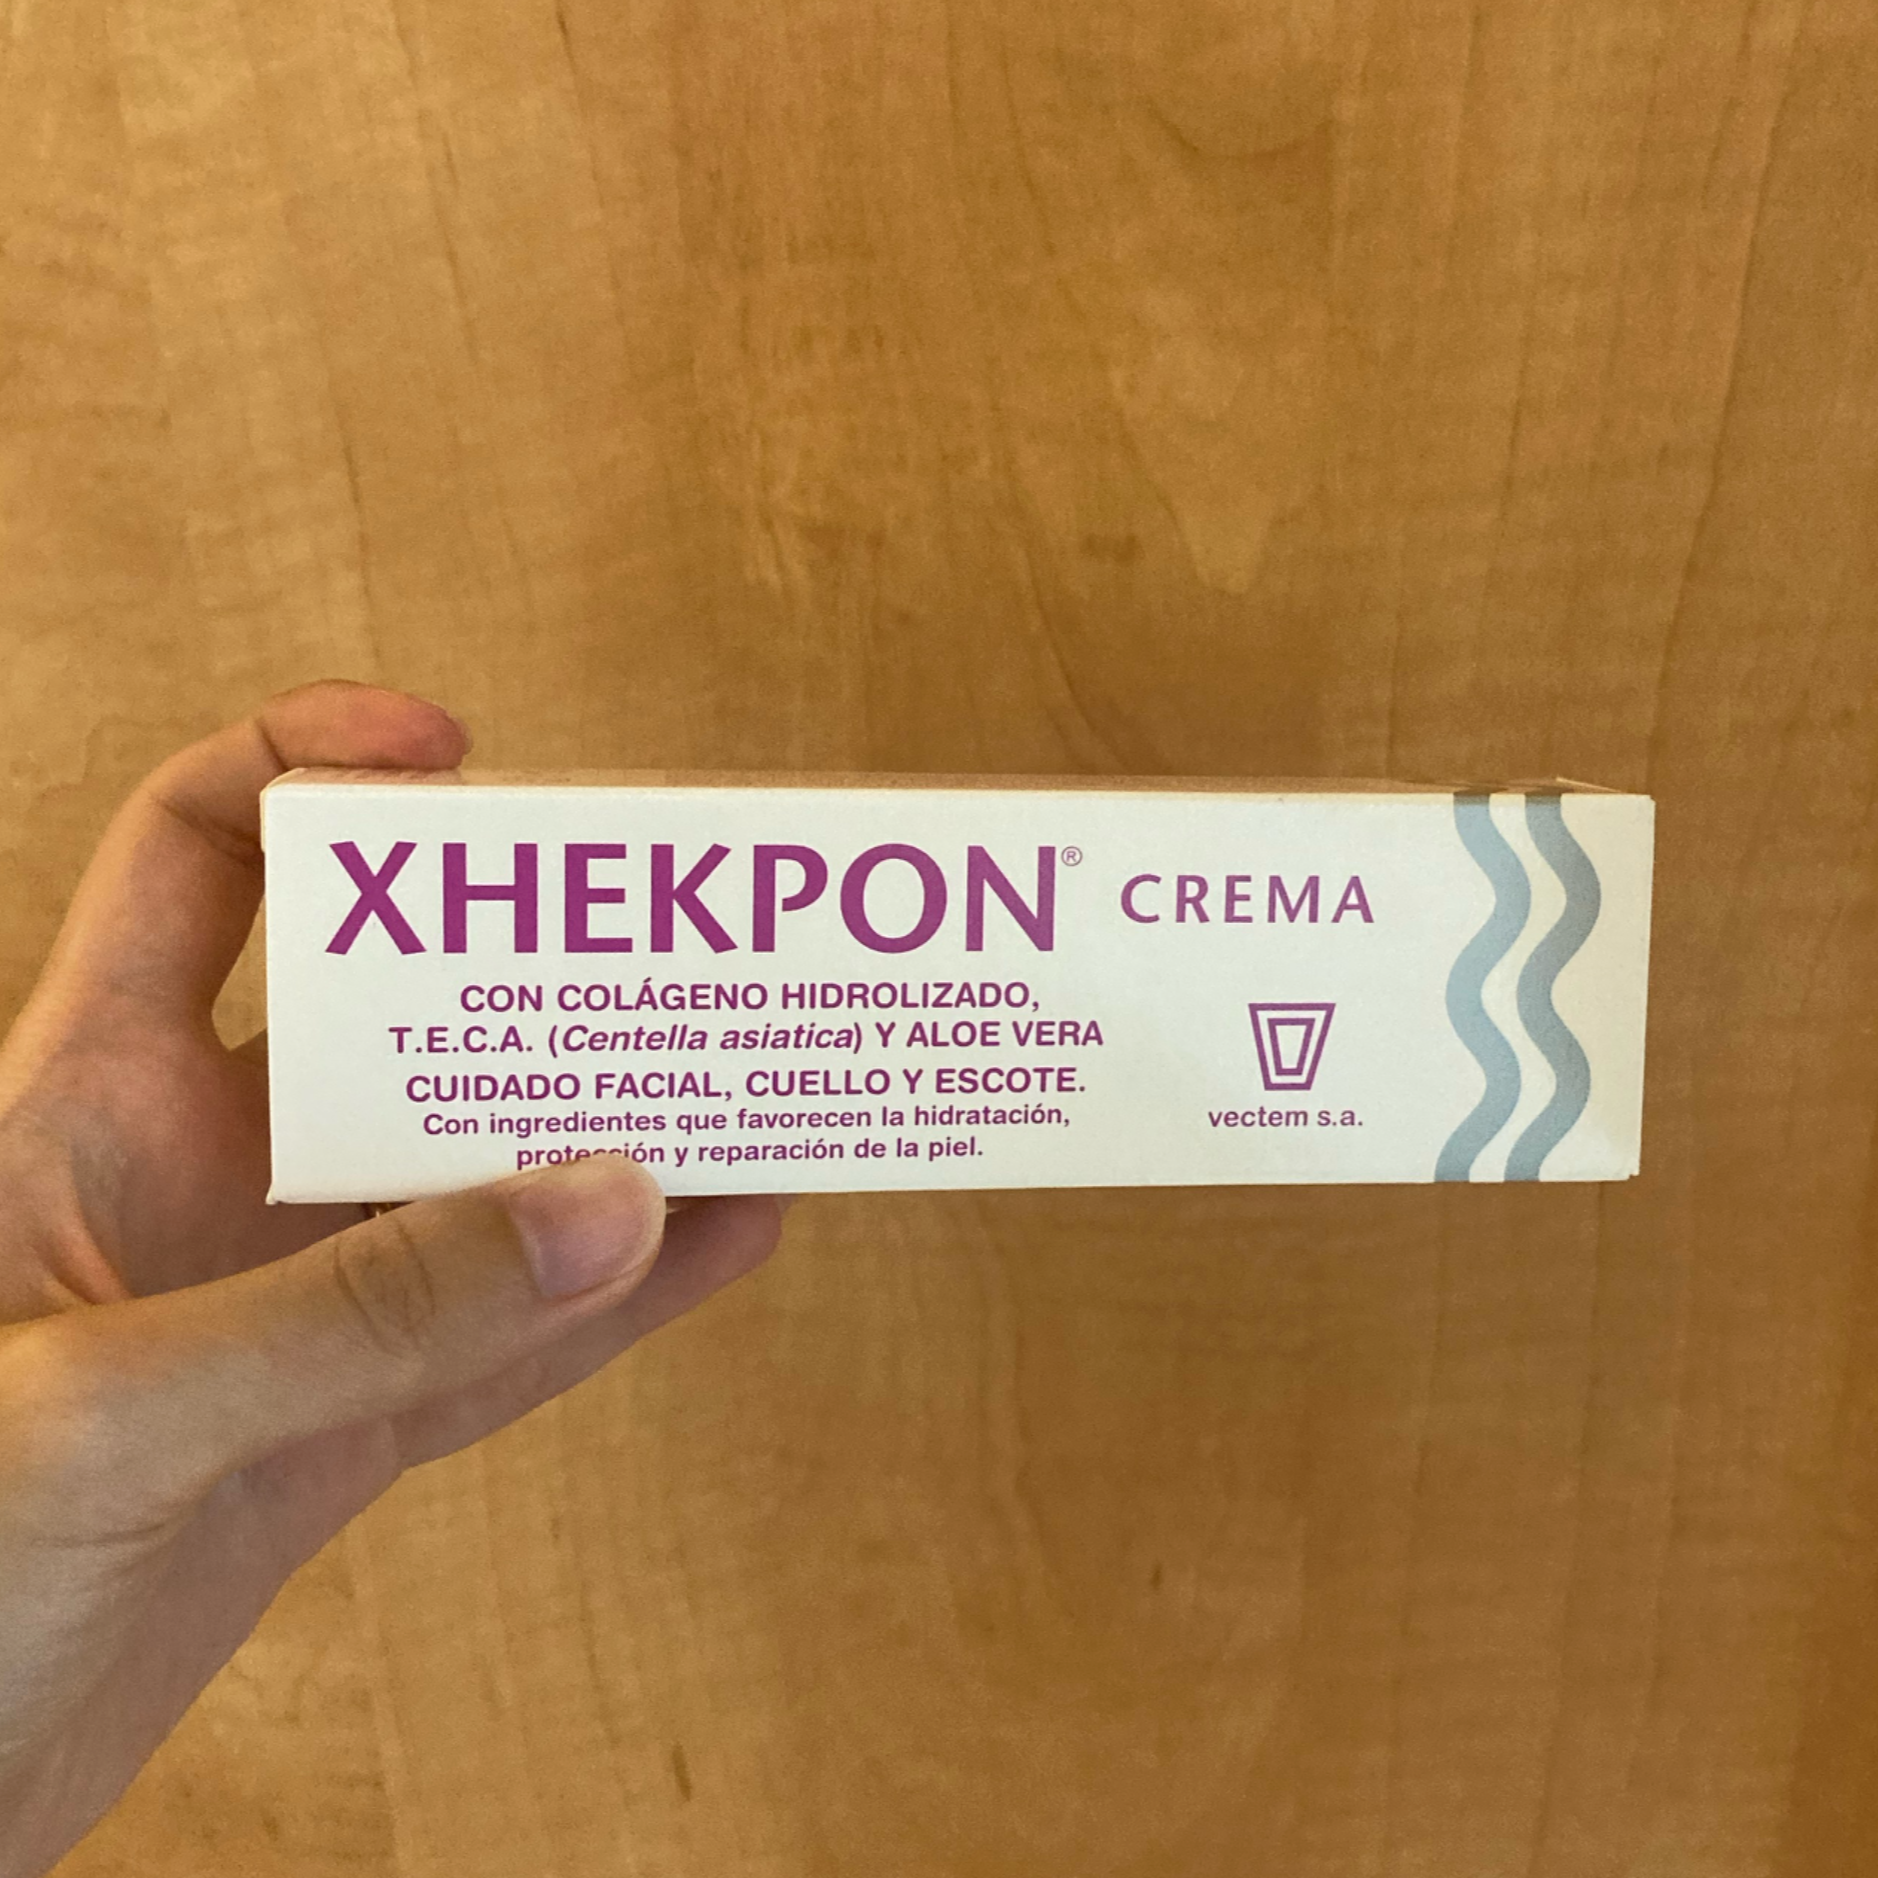 XHEKPON® CREMA
CON COLÁGENO HIDROLIZADO,
T.E.C.A. (Centella asiatica) Y ALOE VERA
CUIDADO FACIAL, CUELLO Y ESCOTE.
Con ingredientes que favorecen la hidratación,
protección y reparación de la piel.
vectem s.a.